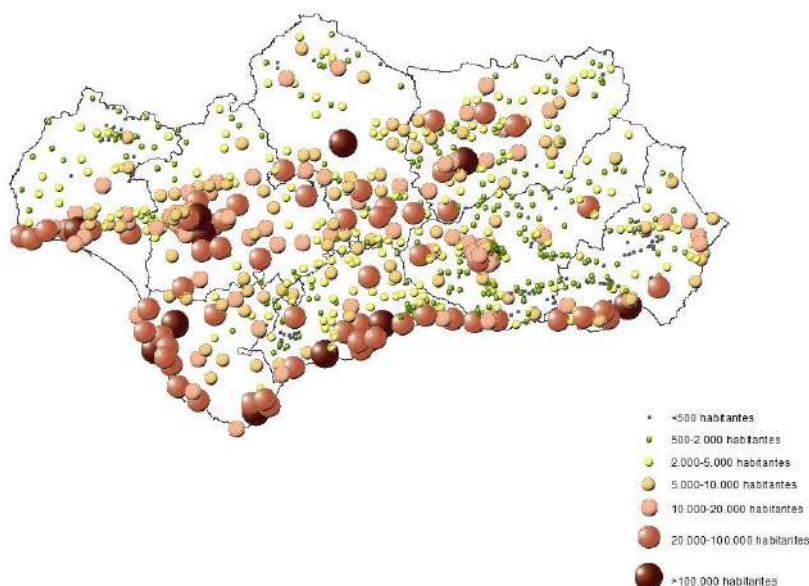 <500 habitantes
500-2.000 habitantes
2.000-5.000 habitantes
5.000-10.000 habitantes
10.000-20.000 habitantes
20.000-100.000 habitantes
>100.000 habitantes